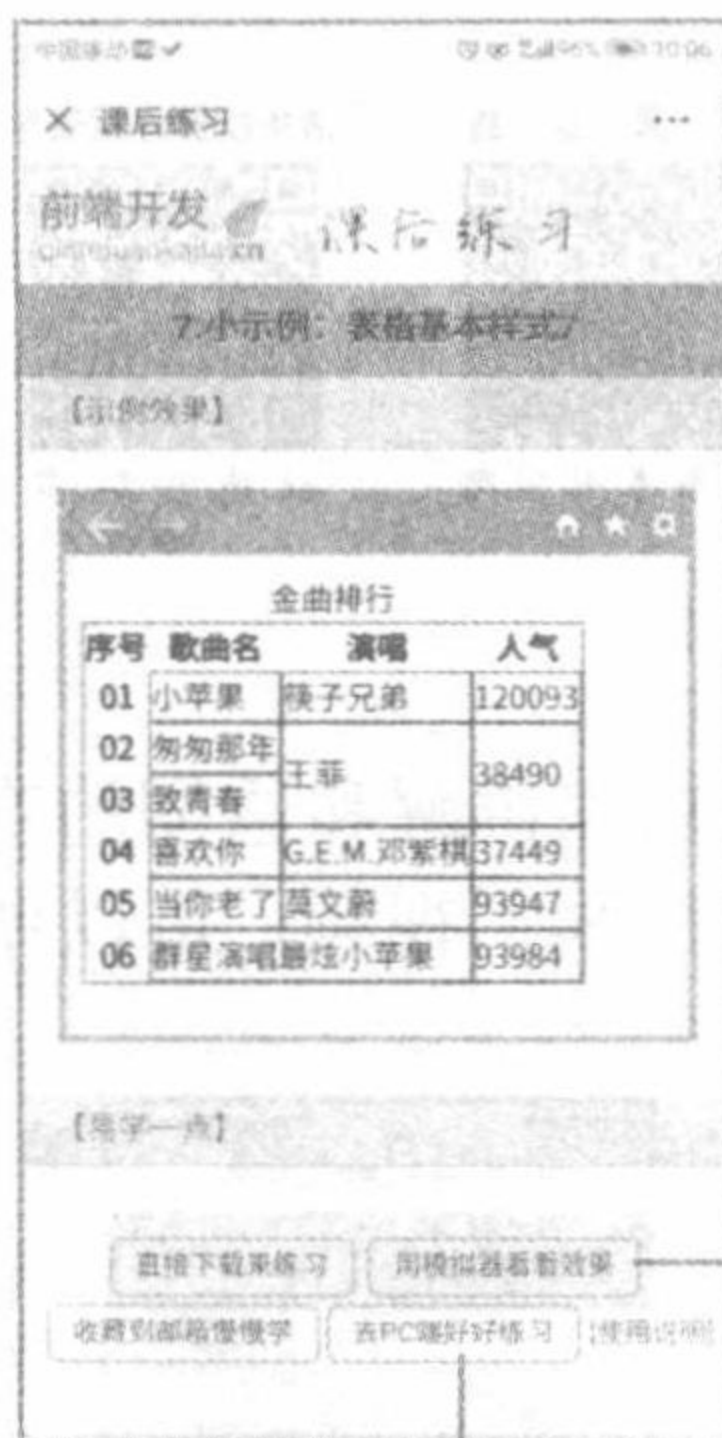 × 课后练习 ...
前端开发 课后练习
7.小示例：表格基本样式/
【示例效果】
金曲排行
序号 歌曲名 演唱 人气
01 小苹果 筷子兄弟 120093
02 匆匆那年 王菲 38490
03 致青春
04 喜欢你 G.E.M.邓紫棋 37449
05 当你老了 莫文蔚 93947
06 群星演唱最炫小苹果 93984
直接下载来练习 用模拟器看看效果
收藏到邮箱慢慢学 去PC端好好练习 [使用说明]